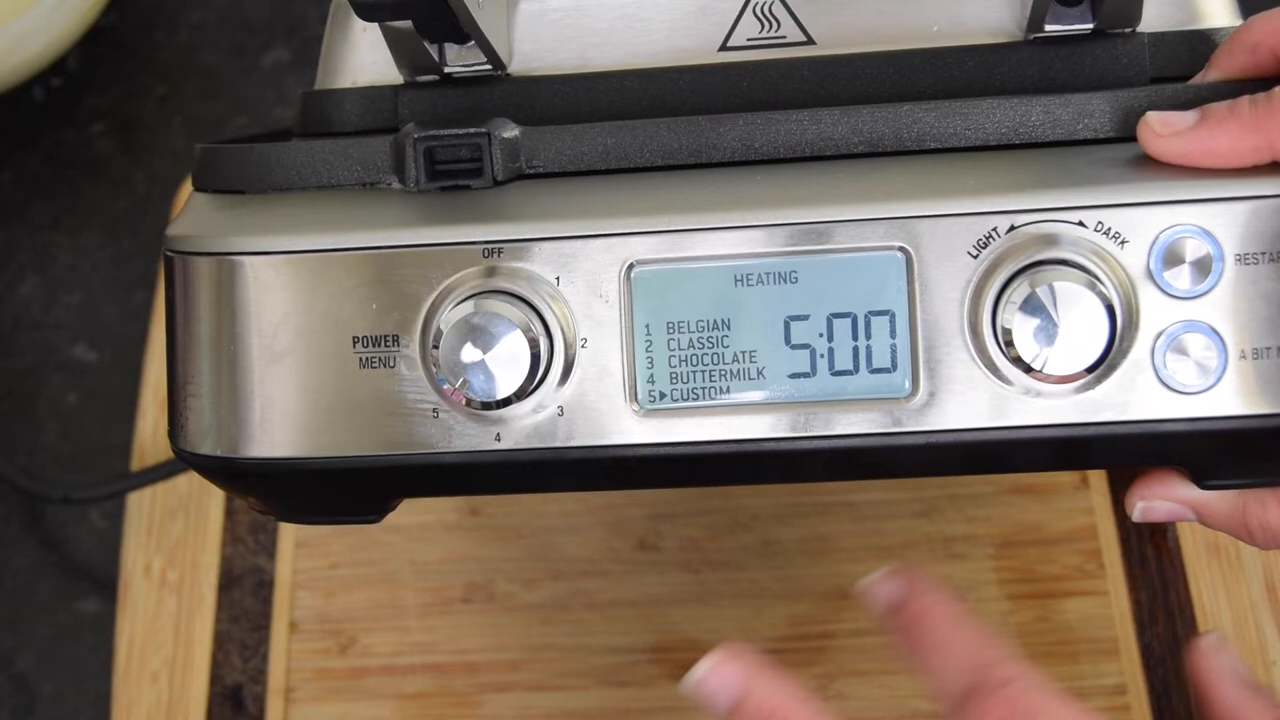 OFF
1
2
3
4
5
POWER
MENU
HEATING
1 BELGIAN
2 CLASSIC
3 CHOCOLATE
4 BUTTERMILK
5▶CUSTOM
5:00
LIGHT
DARK
A BIT